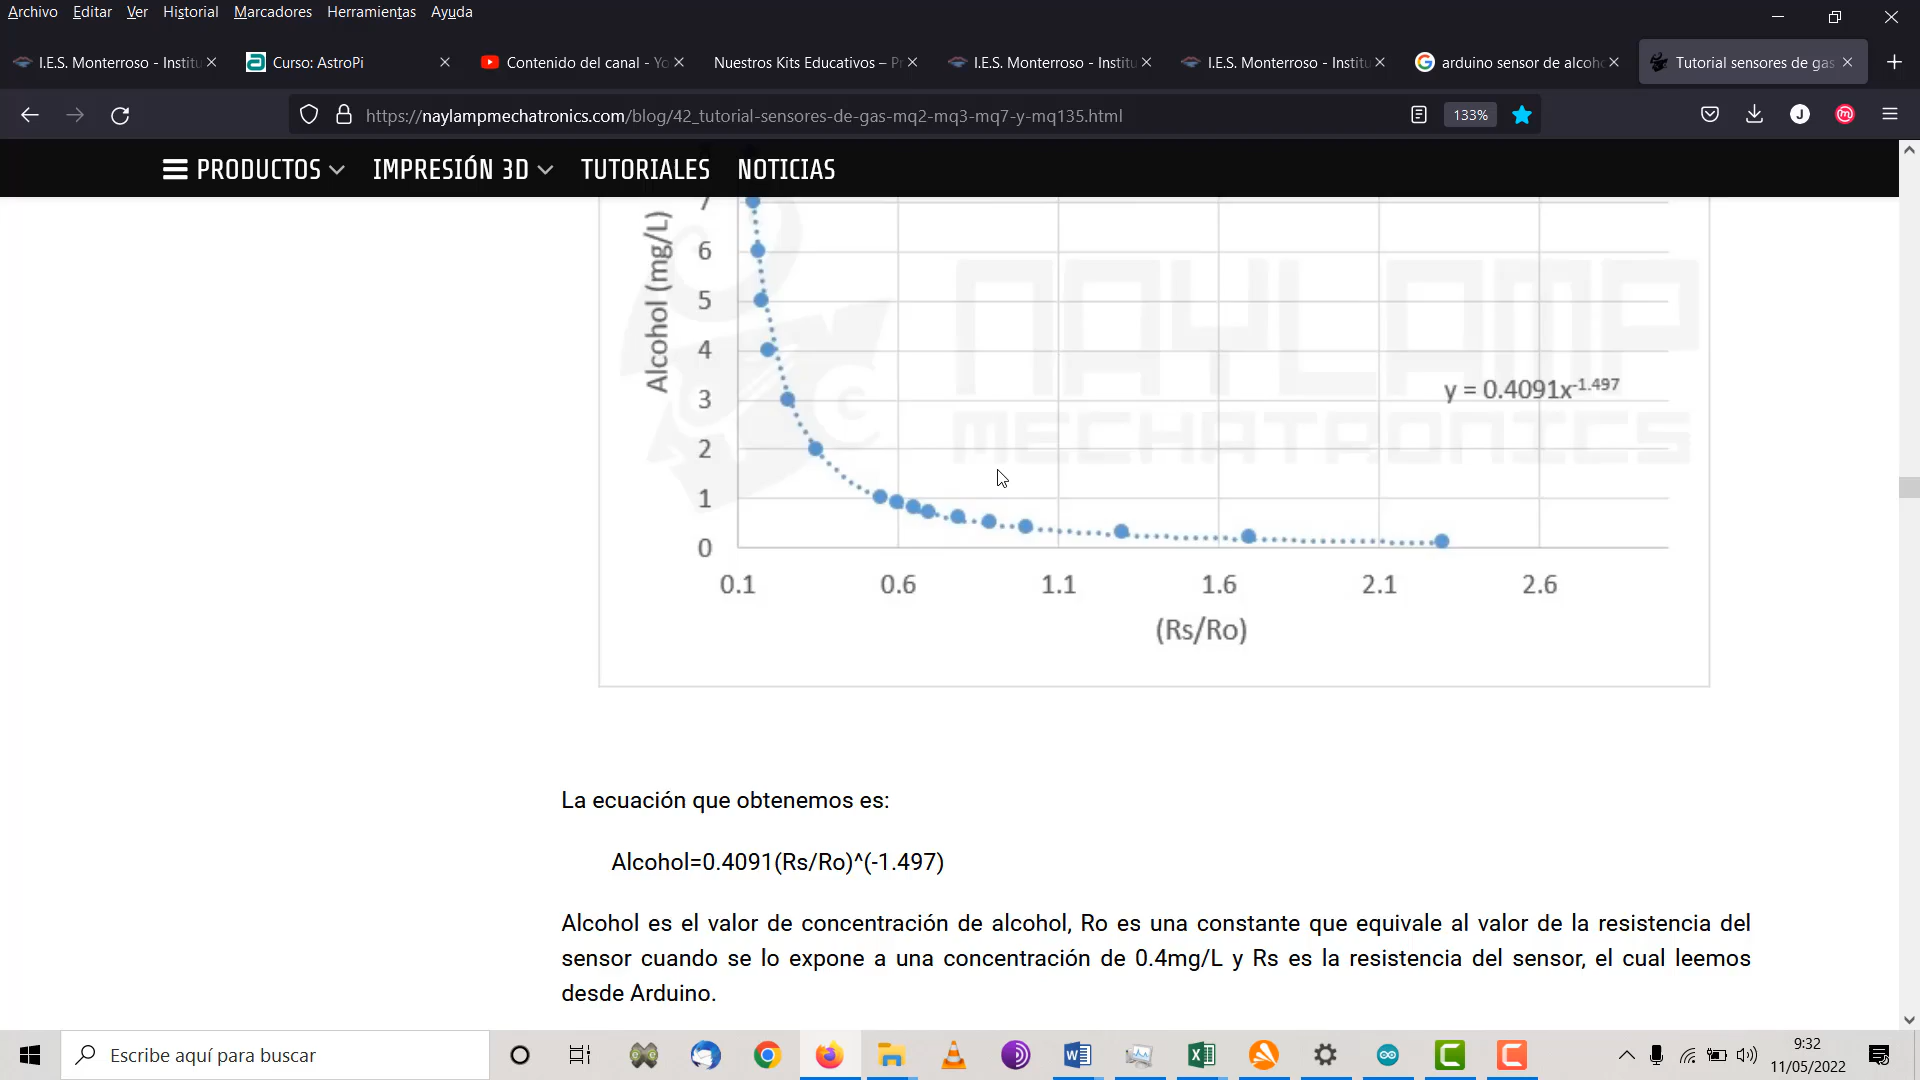 Archivo Editar Ver Historial Marcadores Herramientas Ayuda
I.E.S. Monterroso - Institu
Curso: AstroPi
Contenido del canal - Yo
Nuestros Kits Educativos – Pr
I.E.S. Monterroso - Institu
I.E.S. Monterroso - Institu
arduino sensor de alcoho
Tutorial sensores de gas
https://naylampmechatronics.com/blog/42_tutorial-sensores-de-gas-mq2-mq3-mq7-y-mq135.html
133%
J
m
PRODUCTOS IMPRESIÓN 3D TUTORIALES NOTICIAS
7
6
5
4
3
2
1
0
Alcohol (mg/L)
NAYLAMP
MECHATRONICS
y = 0.4091x^-1.497
0.1 0.6 1.1 1.6 2.1 2.6
(Rs/Ro)
La ecuación que obtenemos es:
Alcohol=0.4091(Rs/Ro)^(-1.497)
Alcohol es el valor de concentración de alcohol, Ro es una constante que equivale al valor de la resistencia del
sensor cuando se lo expone a una concentración de 0.4mg/L y Rs es la resistencia del sensor, el cual leemos
desde Arduino.
Escribe aquí para buscar
9:32
11/05/2022